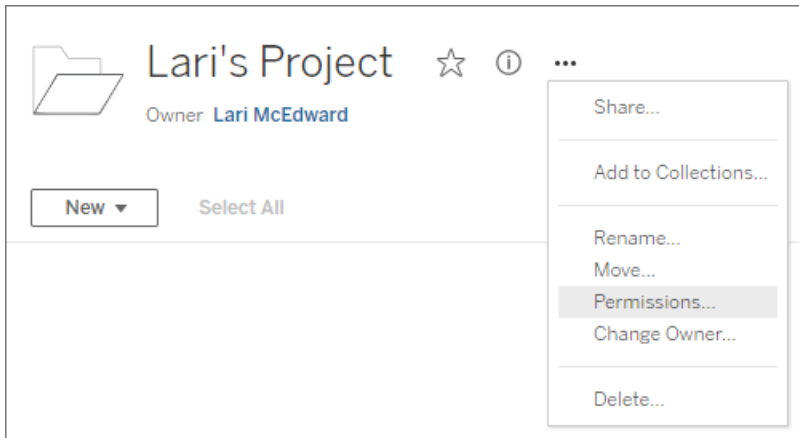 Lari's Project
Owner Lari McEdward
New
Select All
Share...
Add to Collections...
Rename...
Move...
Permissions...
Change Owner...
Delete...